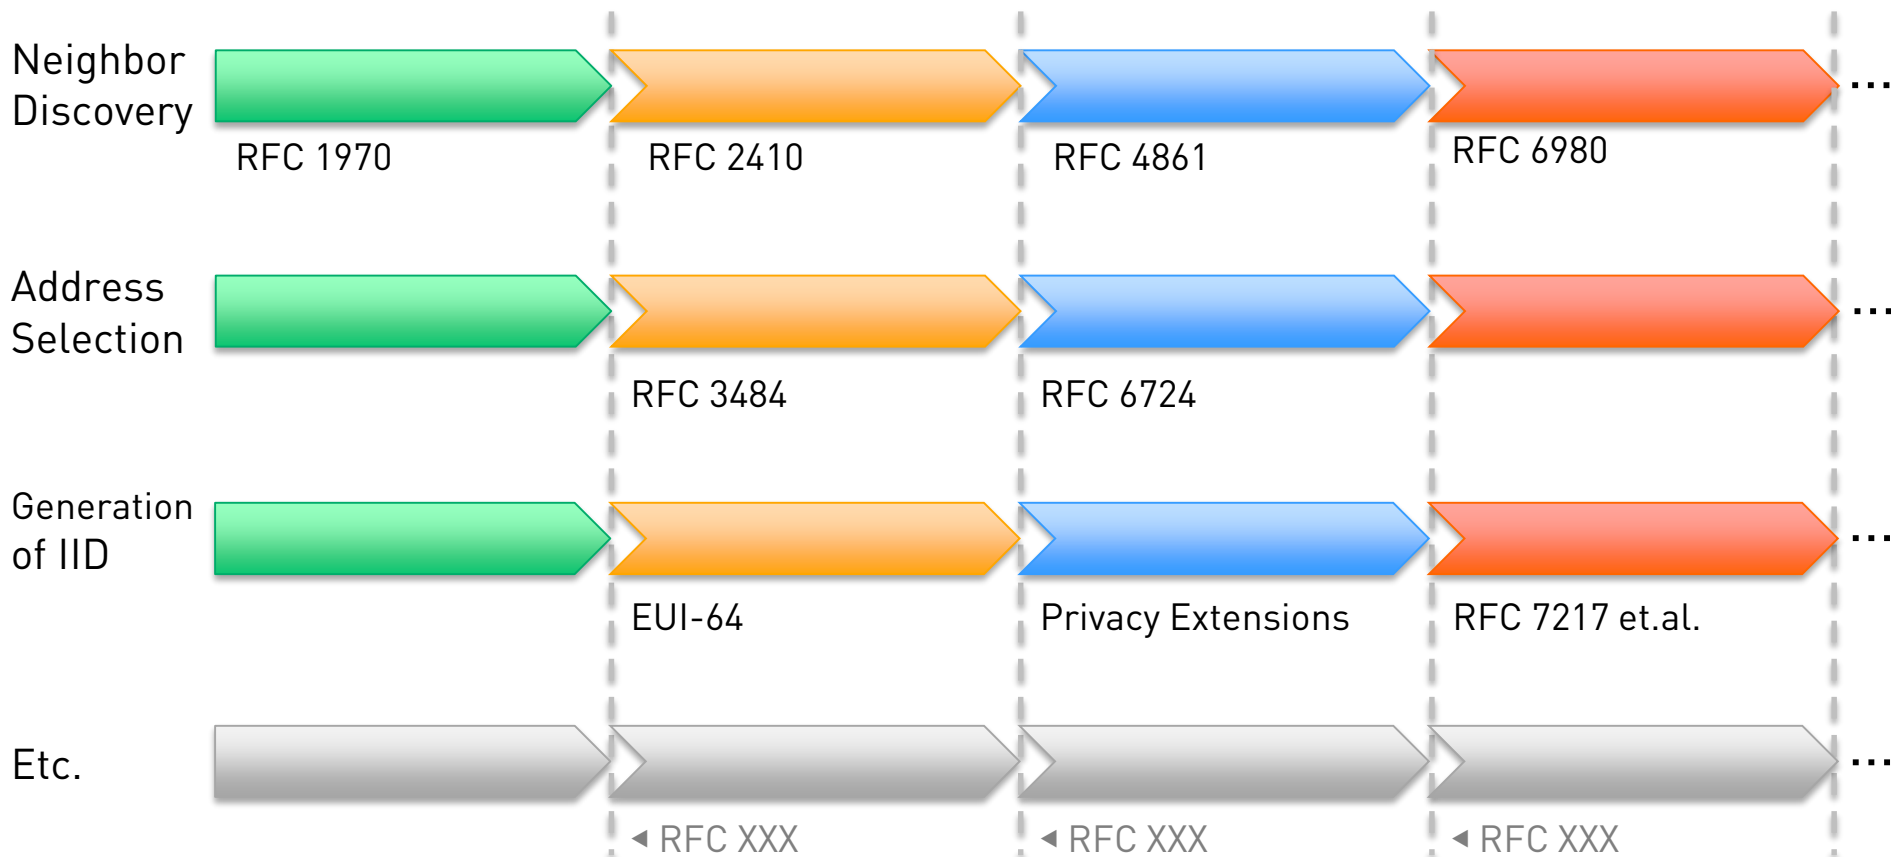 Neighbor
Discovery
...
RFC 1970
RFC 2410
RFC 4861
RFC 6980
Address
Selection
...
RFC 3484
RFC 6724
Generation
of IID
...
EUI-64
Privacy Extensions
RFC 7217 et.al.
Etc.
...
◄ RFC XXX
◄ RFC XXX
◄ RFC XXX